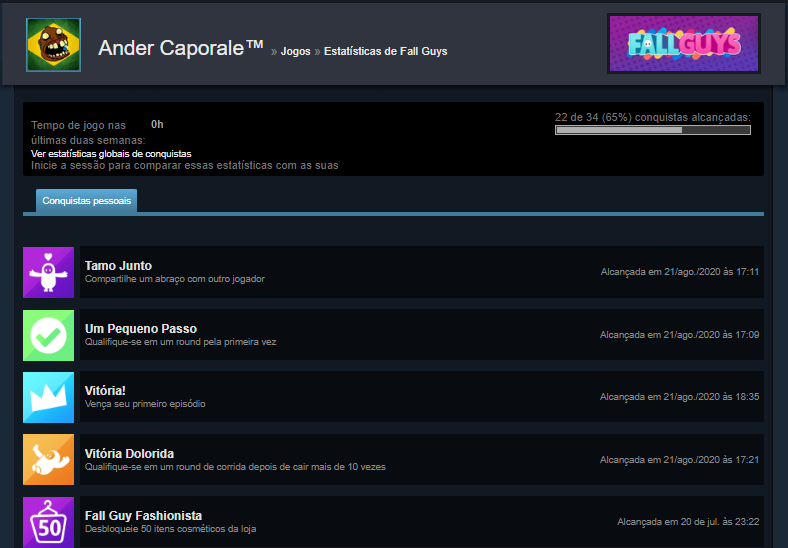 Ander Caporale™ » Jogos » Estatísticas de Fall Guys
FALL GUYS
Tempo de jogo nas últimas duas semanas:
0h
22 de 34 (65%) conquistas alcançadas:
Ver estatísticas globais de conquistas
Inicie a sessão para comparar essas estatísticas com as suas
Conquistas pessoais
Tamo Junto
Compartilhe um abraço com outro jogador
Alcançada em 21/ago./2020 às 17:11
Um Pequeno Passo
Qualifique-se em um round pela primeira vez
Alcançada em 21/ago./2020 às 17:09
Vitória!
Vença seu primeiro episódio
Alcançada em 21/ago./2020 às 18:35
Vitória Dolorida
Qualifique-se em um round de corrida depois de cair mais de 10 vezes
Alcançada em 21/ago./2020 às 17:21
50
Fall Guy Fashionista
Desbloqueie 50 itens cosméticos da loja
Alcançada em 20 de jul. às 23:22